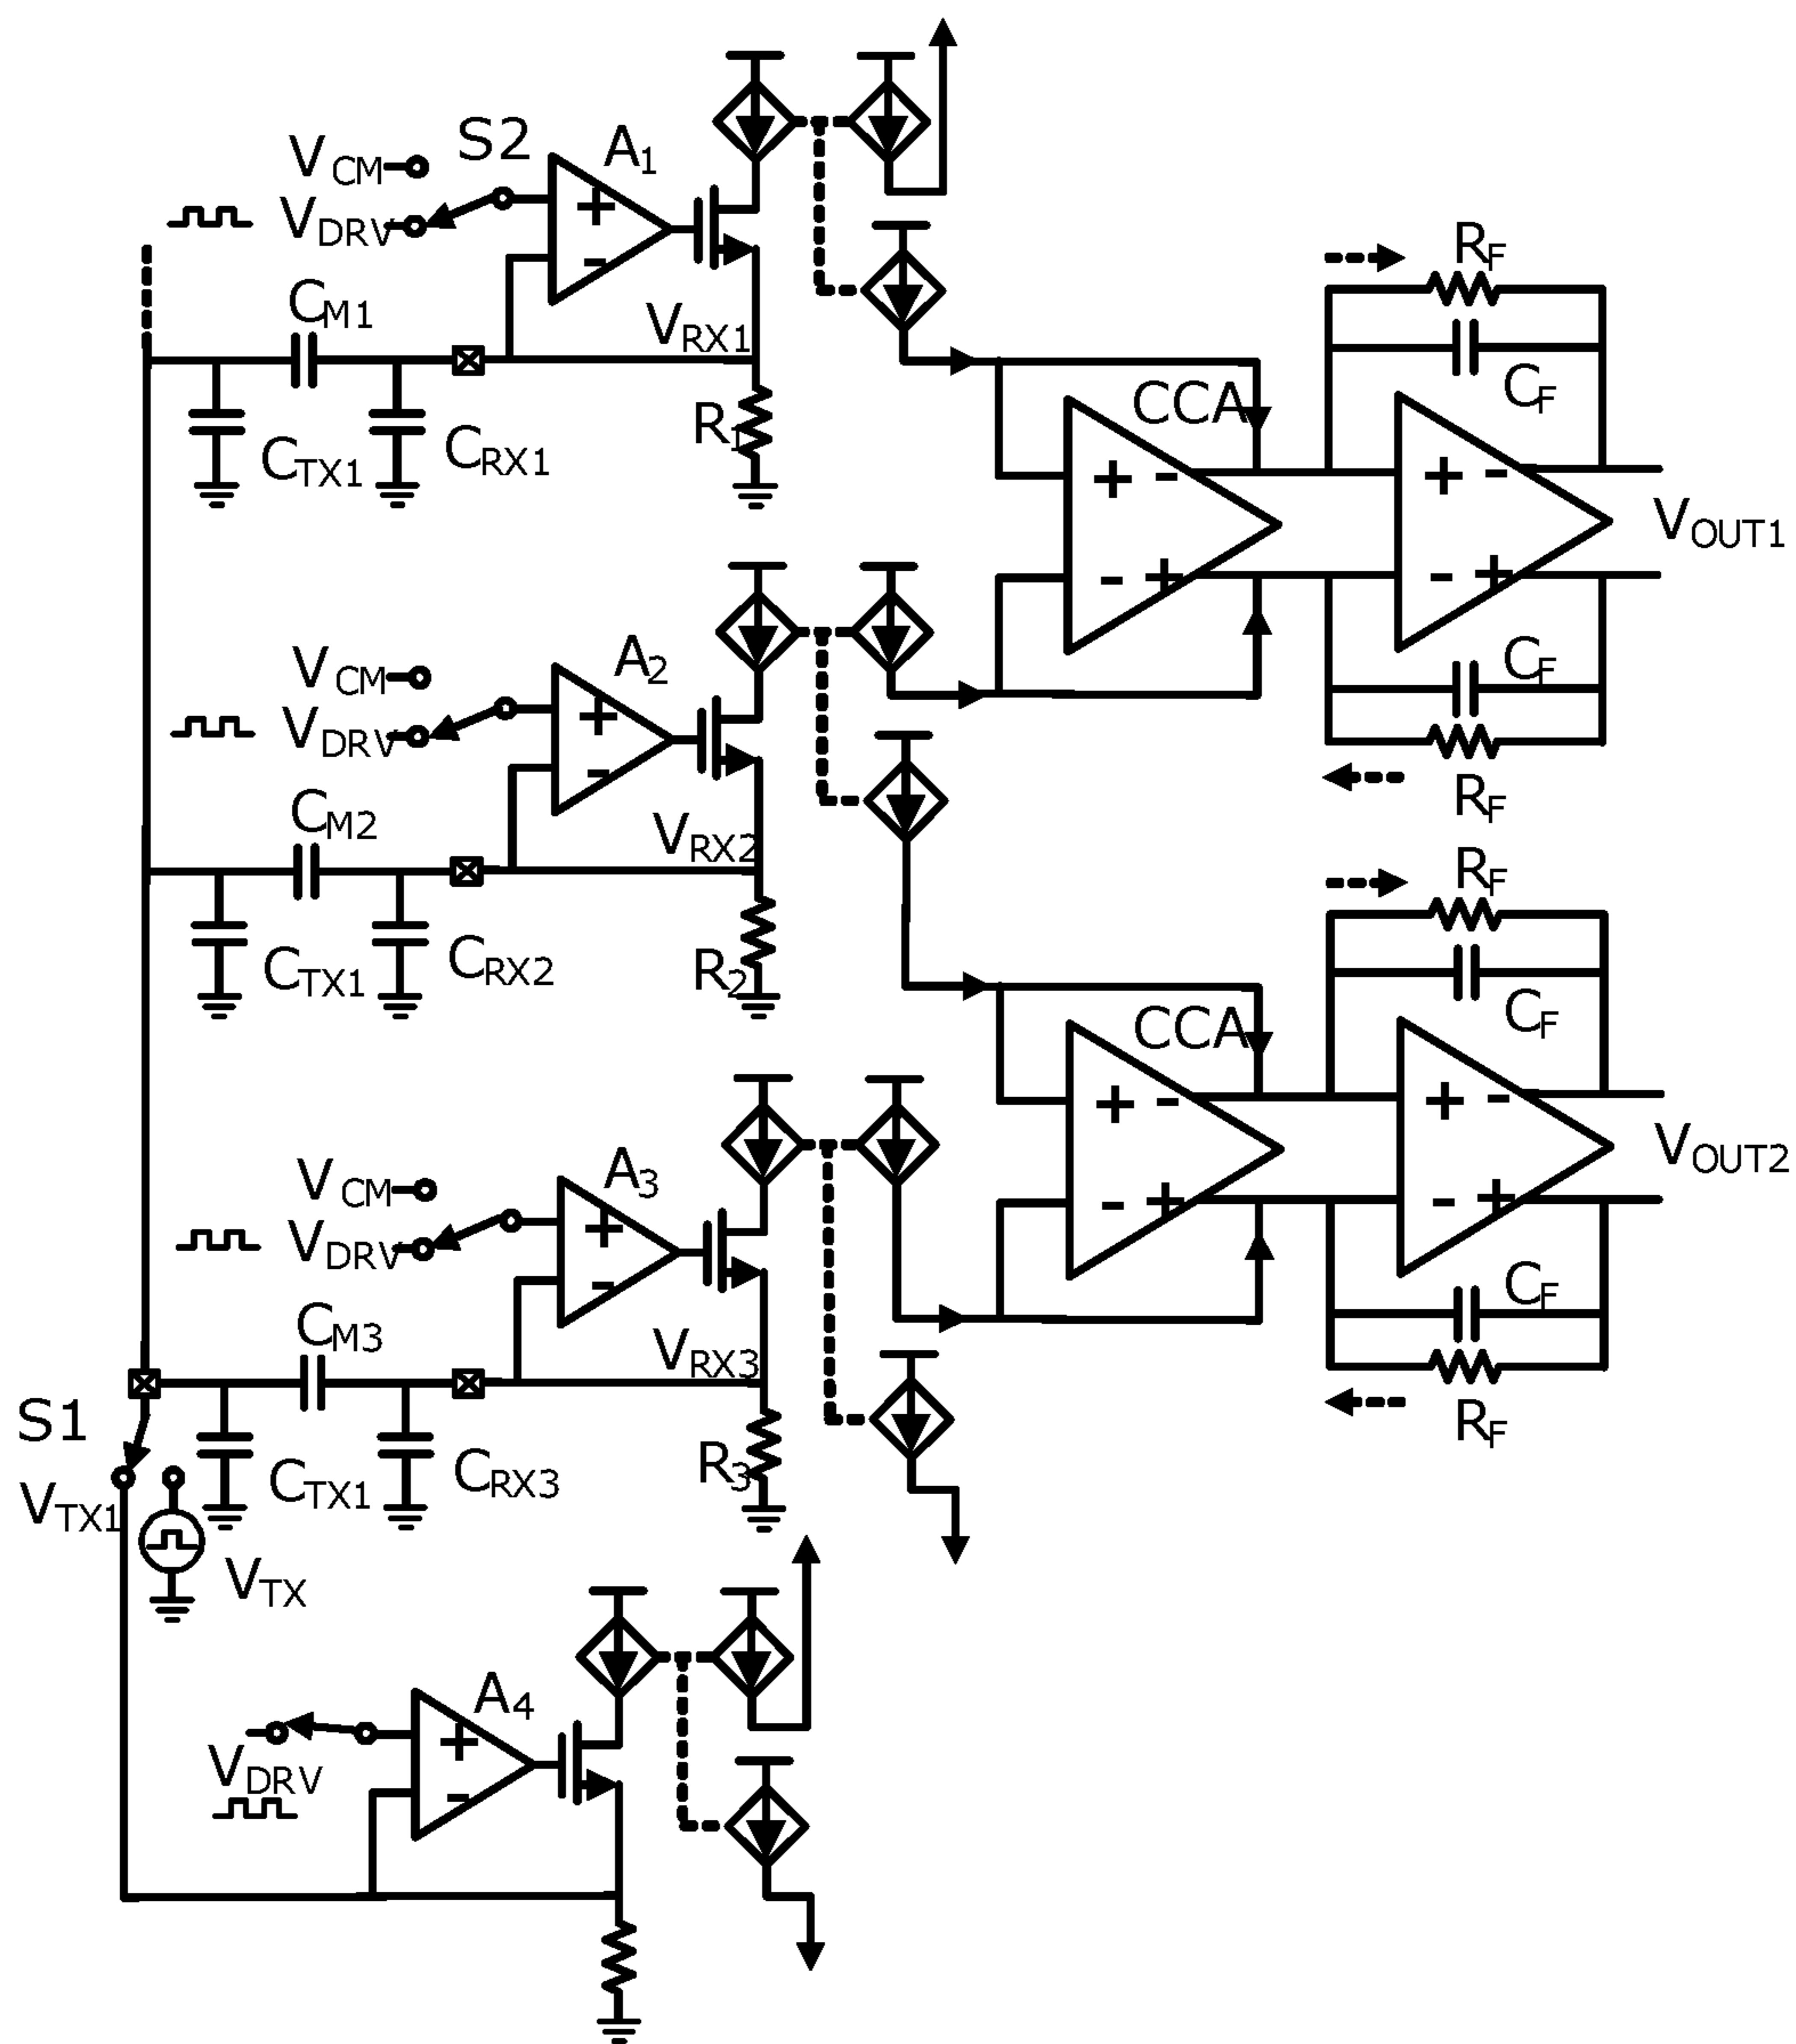 S2
A1
VCM
VDRV
CM1
VRX1
R1
CTX1
CRX1
CCA
RF
CF
VOUT1
CF
RF
A2
VCM
VDRV
CM2
VRX2
R2
CTX1
CRX2
CCA
RF
CF
VOUT2
CF
RF
A3
VCM
VDRV
CM3
VRX3
R3
CTX1
CRX3
S1
VTX1
VTX
A4
VDRV